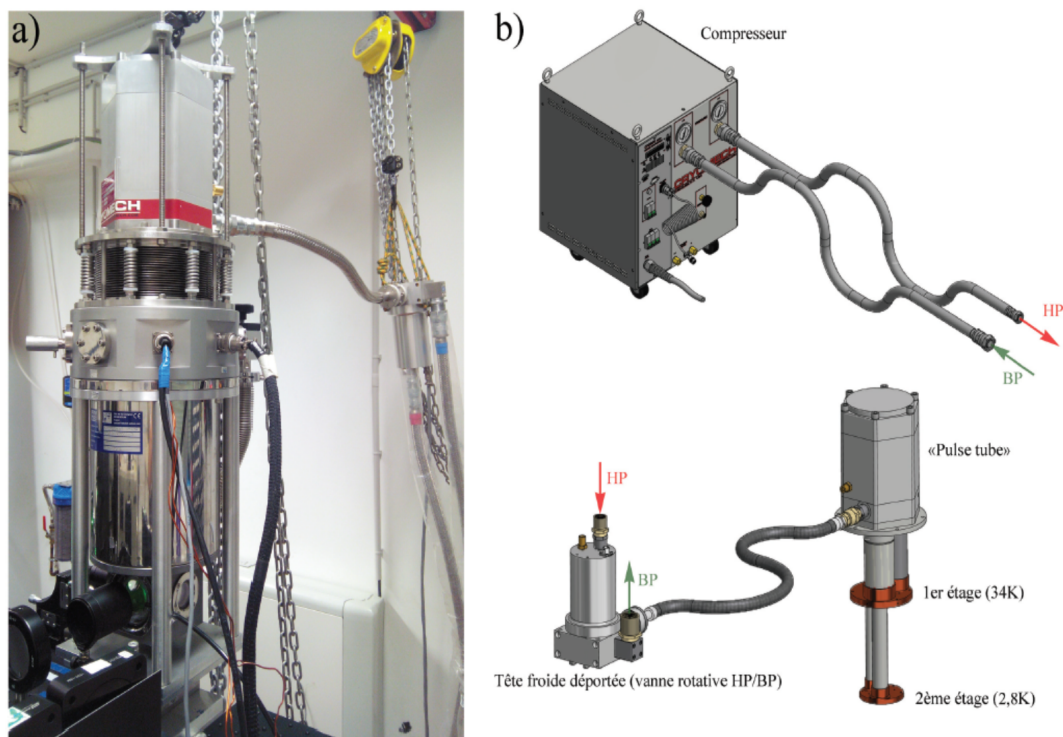 a)
b)
Compresseur
HP
BP
CH
«Pulse tube»
HP
BP
1er étage (34K)
Tête froide déportée (vanne rotative HP/BP)
2ème étage (2,8K)